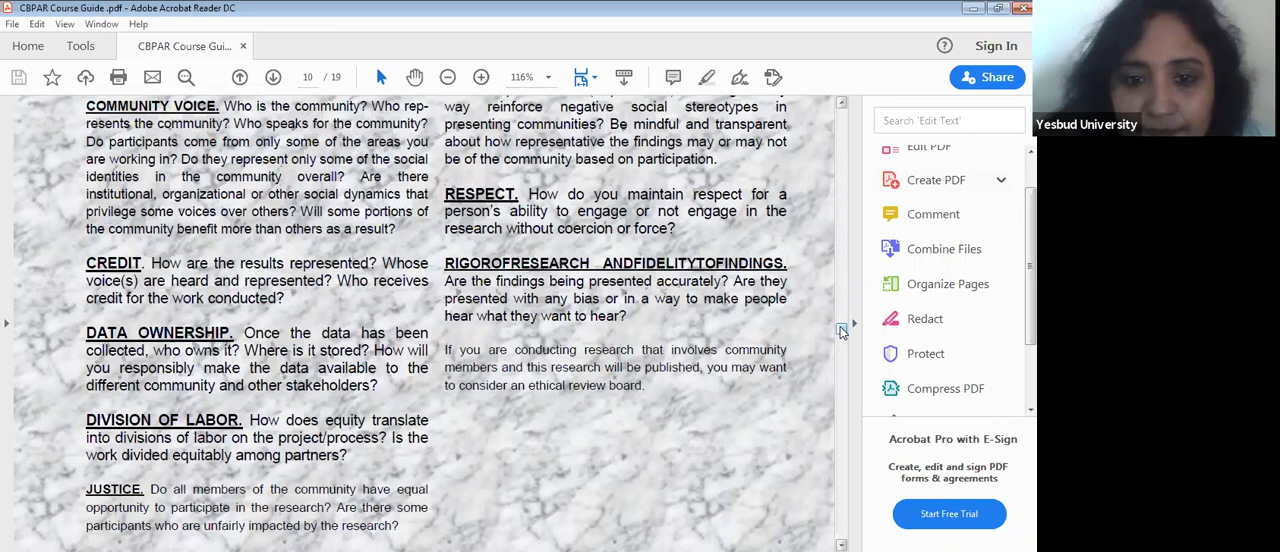 CBPAR Course Guide .pdf - Adobe Acrobat Reader DC
File Edit View Window Help
Home Tools CBPAR Course Gui... × Sign In
10 / 19 116% Share
COMMUNITY VOICE. Who is the community? Who rep-
resents the community? Who speaks for the community?
Do participants come from only some of the areas you
are working in? Do they represent only some of the social
identities in the community overall? Are there
institutional, organizational or other social dynamics that
privilege some voices over others? Will some portions of
the community benefit more than others as a result?
CREDIT. How are the results represented? Whose
voice(s) are heard and represented? Who receives
credit for the work conducted?
DATA OWNERSHIP. Once the data has been
collected, who owns it? Where is it stored? How will
you responsibly make the data available to the
different community and other stakeholders?
DIVISION OF LABOR. How does equity translate
into divisions of labor on the project/process? Is the
work divided equitably among partners?
JUSTICE. Do all members of the community have equal
opportunity to participate in the research? Are there some
participants who are unfairly impacted by the research?
way reinforce negative social stereotypes in
presenting communities? Be mindful and transparent
about how representative the findings may or may not
be of the community based on participation.
RESPECT. How do you maintain respect for a
person's ability to engage or not engage in the
research without coercion or force?
RIGOROFRESEARCH ANDFIDELITYTOFINDINGS.
Are the findings being presented accurately? Are they
presented with any bias or in a way to make people
hear what they want to hear?
If you are conducting research that involves community
members and this research will be published, you may want
to consider an ethical review board.
Search 'Edit Text'
Edit PDF
Create PDF
Comment
Combine Files
Organize Pages
Redact
Protect
Compress PDF
Acrobat Pro with E-Sign
Create, edit and sign PDF
forms & agreements
Start Free Trial
Yesbud University